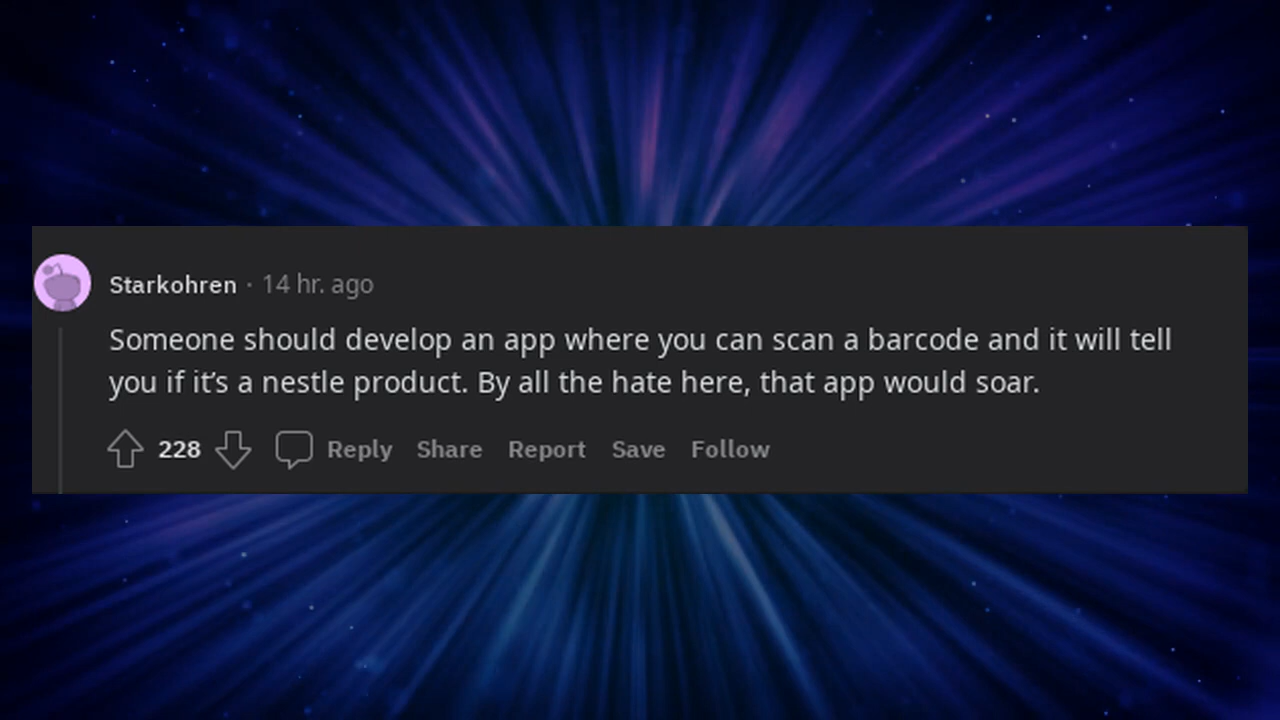 Starkohren · 14 hr. ago
Someone should develop an app where you can scan a barcode and it will tell
you if it’s a nestle product. By all the hate here, that app would soar.
228 Reply Share Report Save Follow